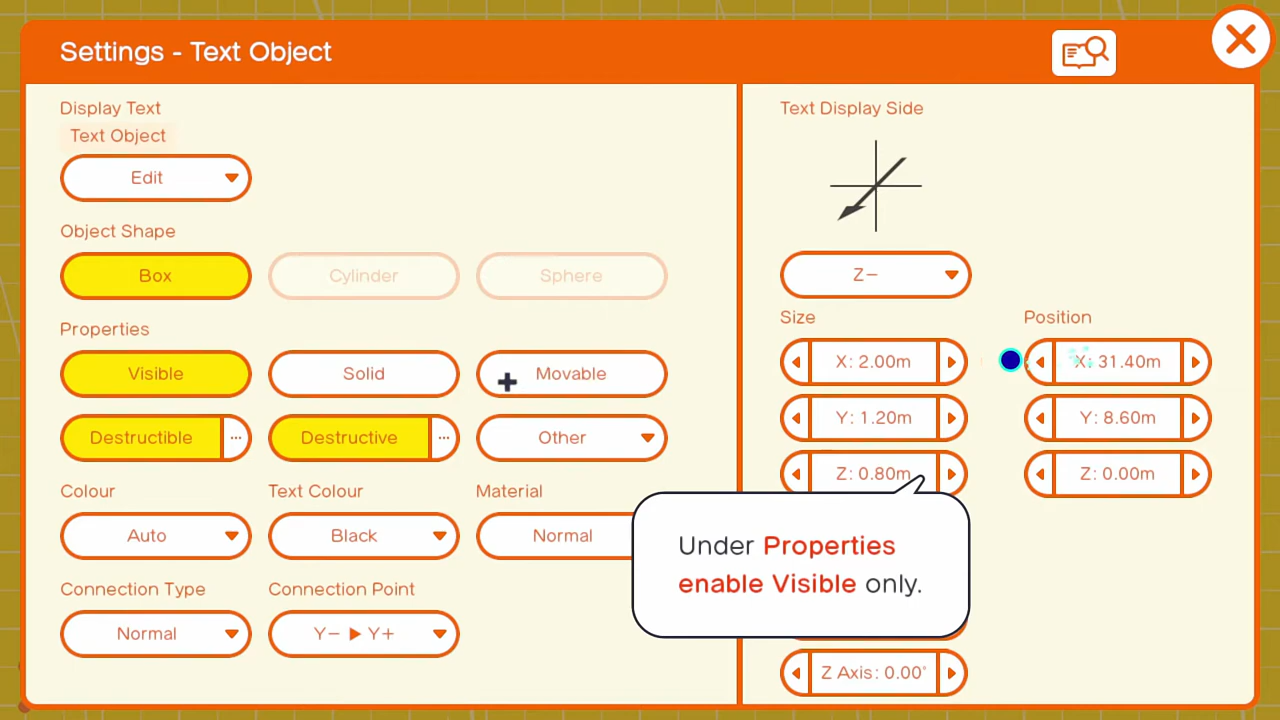 Settings - Text Object
Display Text
Text Object
Edit
Object Shape
Box
Cylinder
Sphere
Properties
Visible
Solid
Movable
Destructible
...
Destructive
...
Other
Colour
Text Colour
Material
Auto
Black
Normal
Connection Type
Connection Point
Normal
Y− ▶ Y+
Text Display Side
Z−
Size
Position
X: 2.00m
X: 31.40m
Y: 1.20m
Y: 8.60m
Z: 0.80m
Z: 0.00m
Under Properties
enable Visible only.
Z Axis: 0.00°